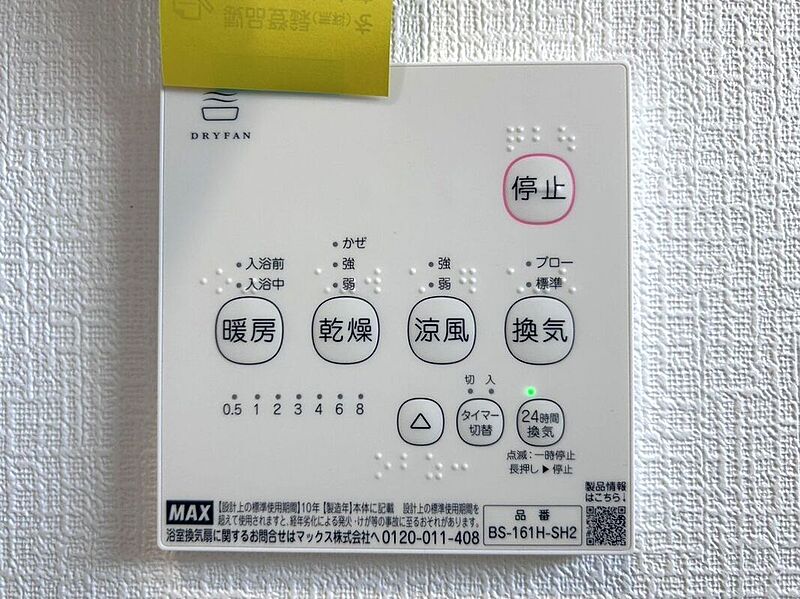 製品登録(無料)を
DRYFAN
停止
かぜ
入浴前 強 強 ブロー
入浴中 弱 弱 標準
暖房 乾燥 涼風 換気
切 入
0.5 1 2 3 4 6 8
△ タイマー切替 24時間換気
点滅:一時停止
長押し▶停止
製品情報
はこちら↓
MAX 【設計上の標準使用期間】10年 【製造年】本体に記載 設計上の標準使用期間を
超えて使用されますと、経年劣化による発火・けが等の事故に至るおそれがあります。
浴室換気扇に関するお問合せはマックス株式会社へ 0120-011-408
品番
BS-161H-SH2